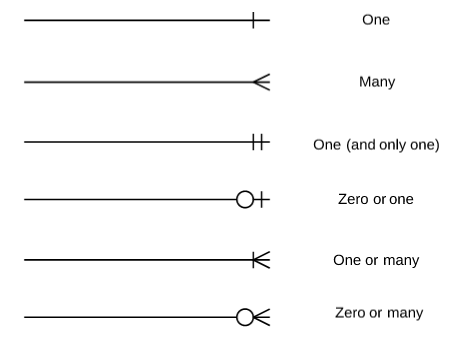 One
Many
One (and only one)
Zero or one
One or many
Zero or many